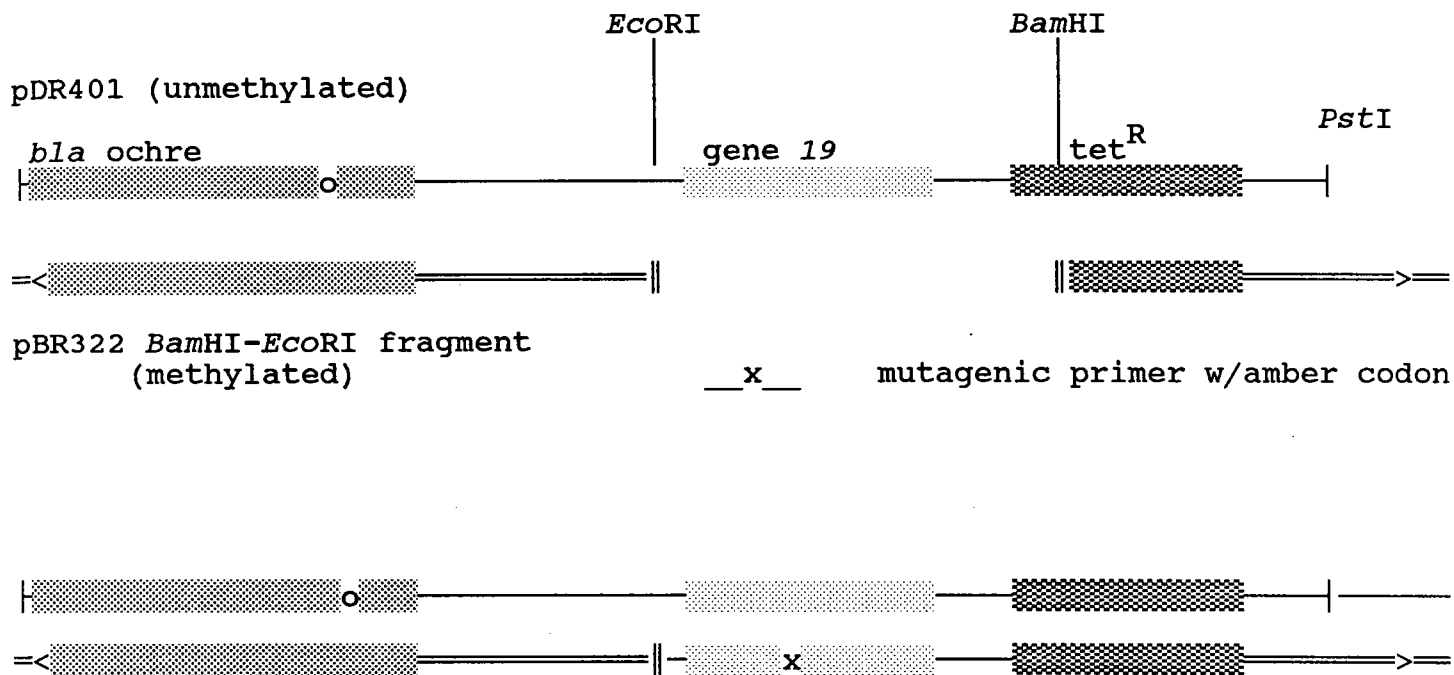 EcoRI BamHI
pDR401 (unmethylated)
PstI
bla ochre gene 19 tetR
o
pBR322 BamHI-EcoRI fragment
(methylated) x mutagenic primer w/amber codon
o
x